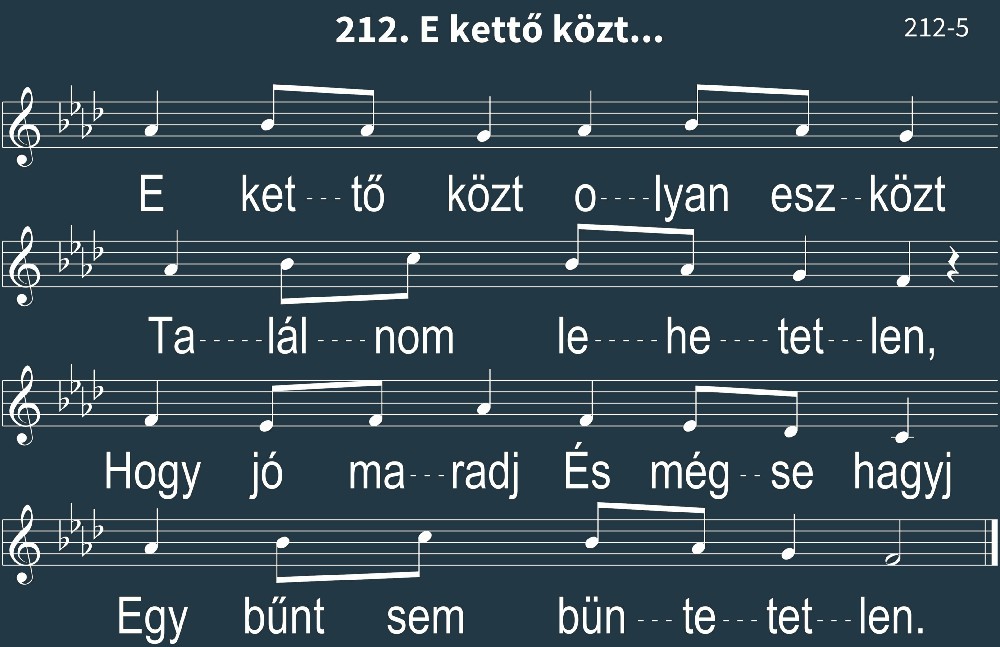 212. E kettő közt...
212-5
E ket---tő közt o----lyan esz--közt
Ta-----lál----nom le-----he----tet---len,
Hogy jó ma---radj És még--se hagyj
Egy bűnt sem bün---te---tet---len.